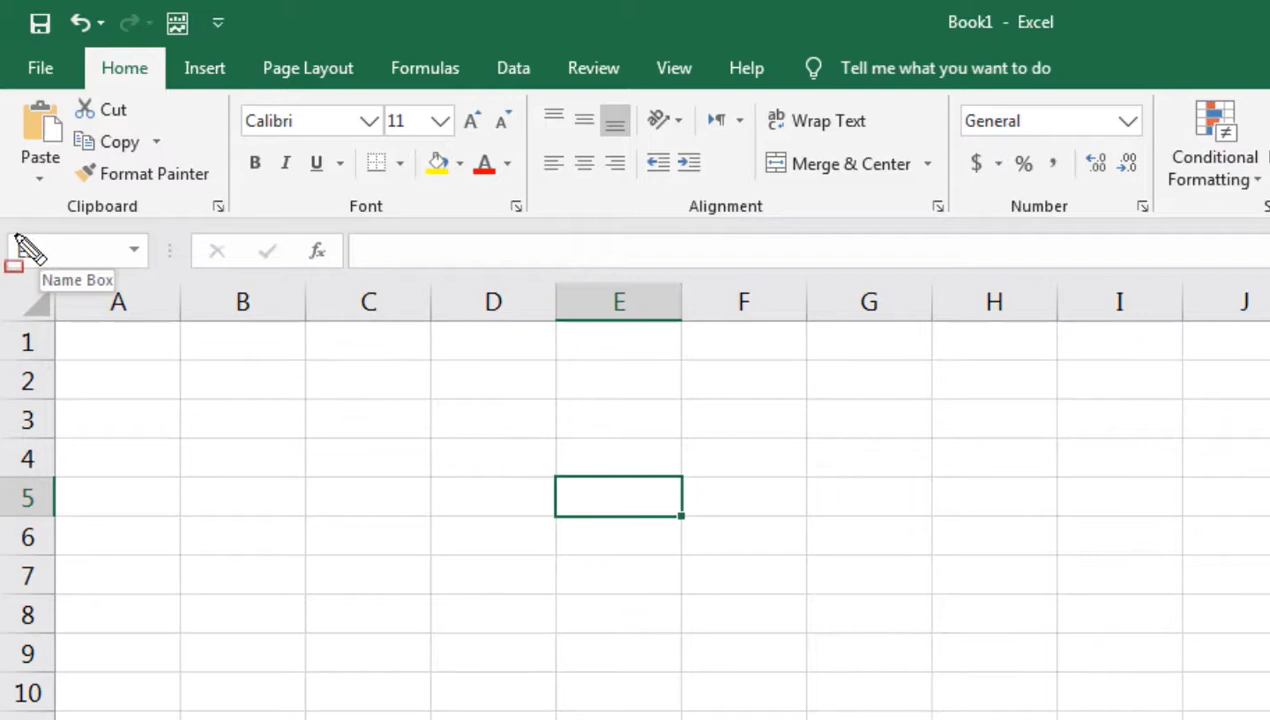 Book1 - Excel
File Home Insert Page Layout Formulas Data Review View Help Tell me what you want to do
Paste
Cut
Copy
Format Painter
Clipboard
Calibri 11
B I U A
Font
ab Wrap Text
Merge & Center
Alignment
General
$ % ,
Number
Conditional
Formatting
fx
Name Box
A B C D E F G H I J
1
2
3
4
5
6
7
8
9
10